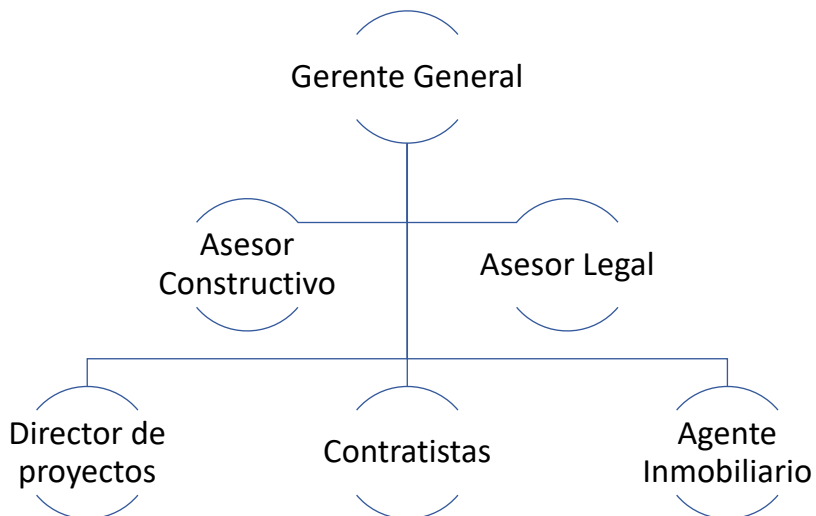 Gerente General
Asesor
Constructivo
Asesor Legal
Director de
proyectos
Contratistas
Agente
Inmobiliario